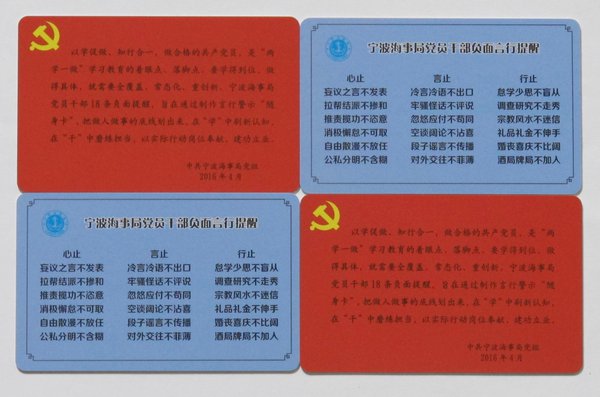 以学促做、知行合一，做合格的共产党员，是“两
学一做”学习教育的着眼点、落脚点。要学得到位、做
得具体，就需要全覆盖、常态化、重创新。宁波海事局
党员干部18条负面提醒，旨在通过制作言行警示“随
身卡”，把做人做事的底线划出来，在“学”中刷新认知，
在“干”中磨练担当，以实际行动岗位奉献、建功立业。
中共宁波海事局党组
2016年4月
宁波海事局党员干部负面言行提醒
心止 言止 行止
妄议之言不发表 冷言冷语不出口 怠学少思不盲从
拉帮结派不掺和 牢骚怪话不评说 调查研究不走秀
推责揽功不恣意 忽怨应付不苟同 宗教风水不迷信
消极懈怠不可取 空谈阔论不沾喜 礼品礼金不伸手
自由散漫不放任 段子谣言不传播 婚丧喜庆不比阔
公私分明不含糊 对外交往不菲薄 酒局牌局不加人
宁波海事局党员干部负面言行提醒
心止 言止 行止
妄议之言不发表 冷言冷语不出口 怠学少思不盲从
拉帮结派不掺和 牢骚怪话不评说 调查研究不走秀
推责揽功不恣意 忽怨应付不苟同 宗教风水不迷信
消极懈怠不可取 空谈阔论不沾喜 礼品礼金不伸手
自由散漫不放任 段子谣言不传播 婚丧喜庆不比阔
公私分明不含糊 对外交往不菲薄 酒局牌局不加人
以学促做、知行合一，做合格的共产党员，是“两
学一做”学习教育的着眼点、落脚点。要学得到位、做
得具体，就需要全覆盖、常态化、重创新。宁波海事局
党员干部18条负面提醒，旨在通过制作言行警示“随
身卡”，把做人做事的底线划出来，在“学”中刷新认知，
在“干”中磨练担当，以实际行动岗位奉献、建功立业。
中共宁波海事局党组
2016年4月